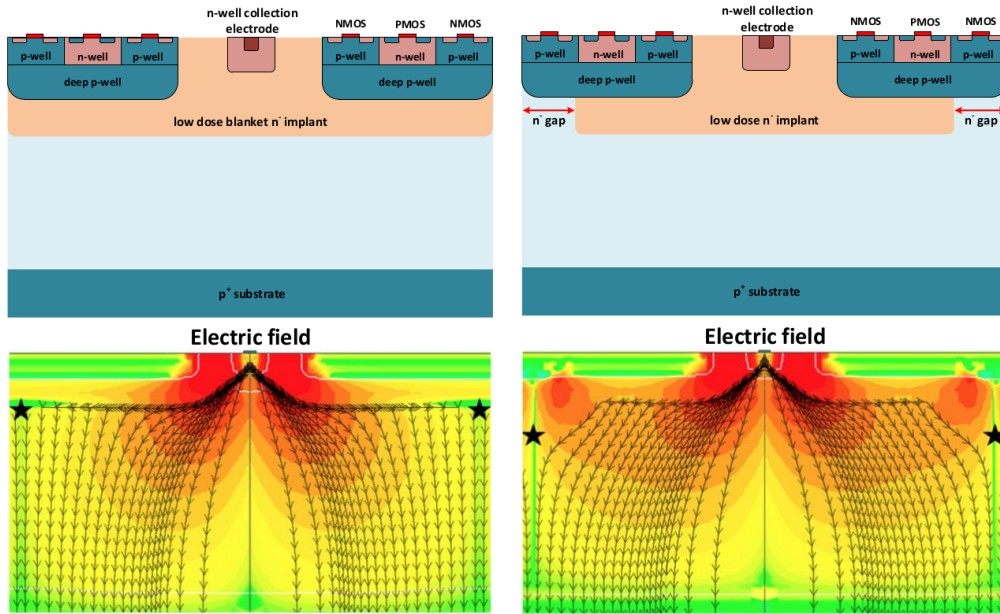 n-well collection
electrode
NMOS PMOS NMOS
p-well n-well p-well p-well n-well p-well
deep p-well deep p-well
low dose blanket n⁻ implant
p⁺ substrate
n-well collection
electrode
NMOS PMOS NMOS
p-well n-well p-well p-well n-well p-well
deep p-well deep p-well
n⁻ gap low dose n⁻ implant n⁻ gap
p⁺ substrate
Electric field
Electric field